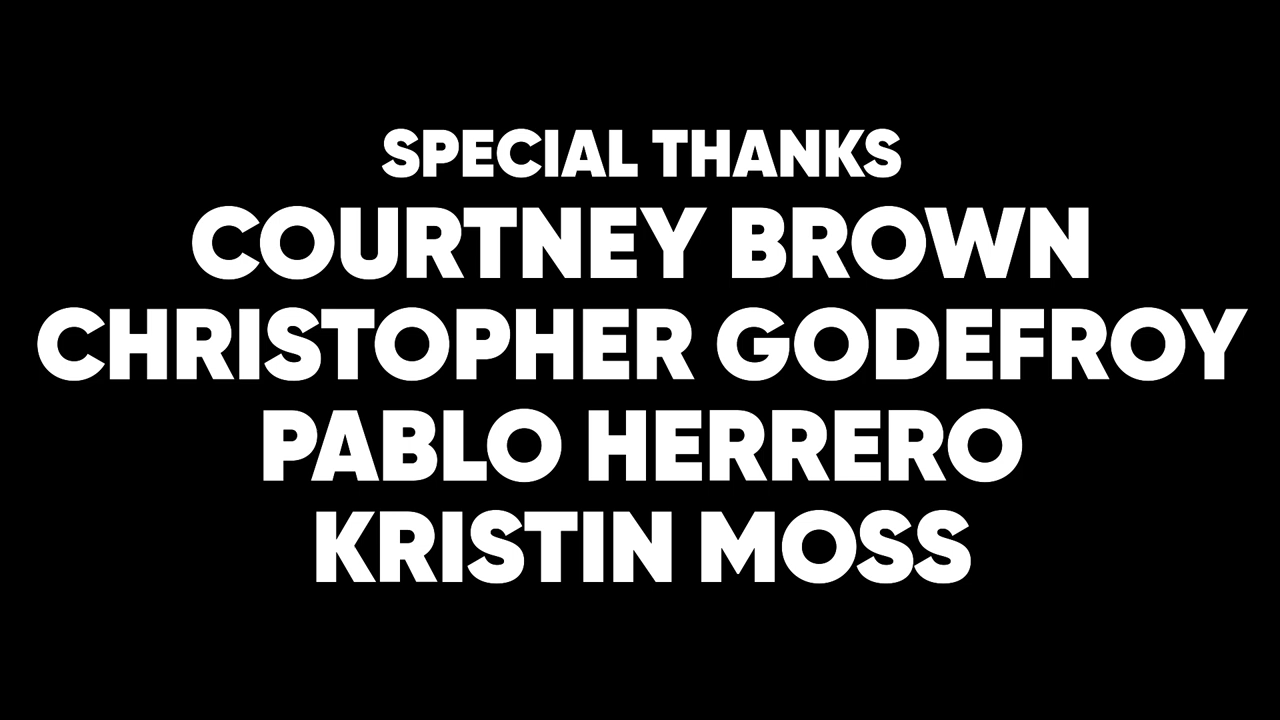 SPECIAL THANKS
COURTNEY BROWN
CHRISTOPHER GODEFROY
PABLO HERRERO
KRISTIN MOSS